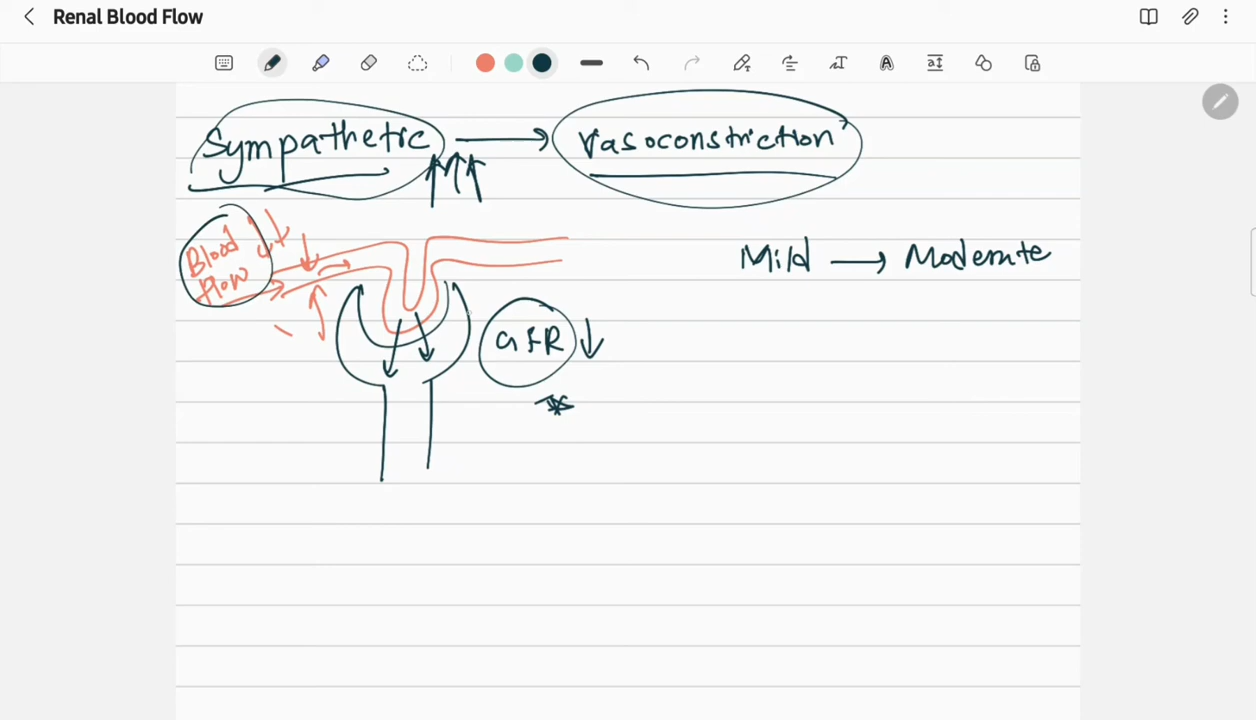 Renal Blood Flow
Sympathetic → Vasoconstriction
↑↑↑
Blood ↓↓
Flow
Mild → Moderate
GFR ↓